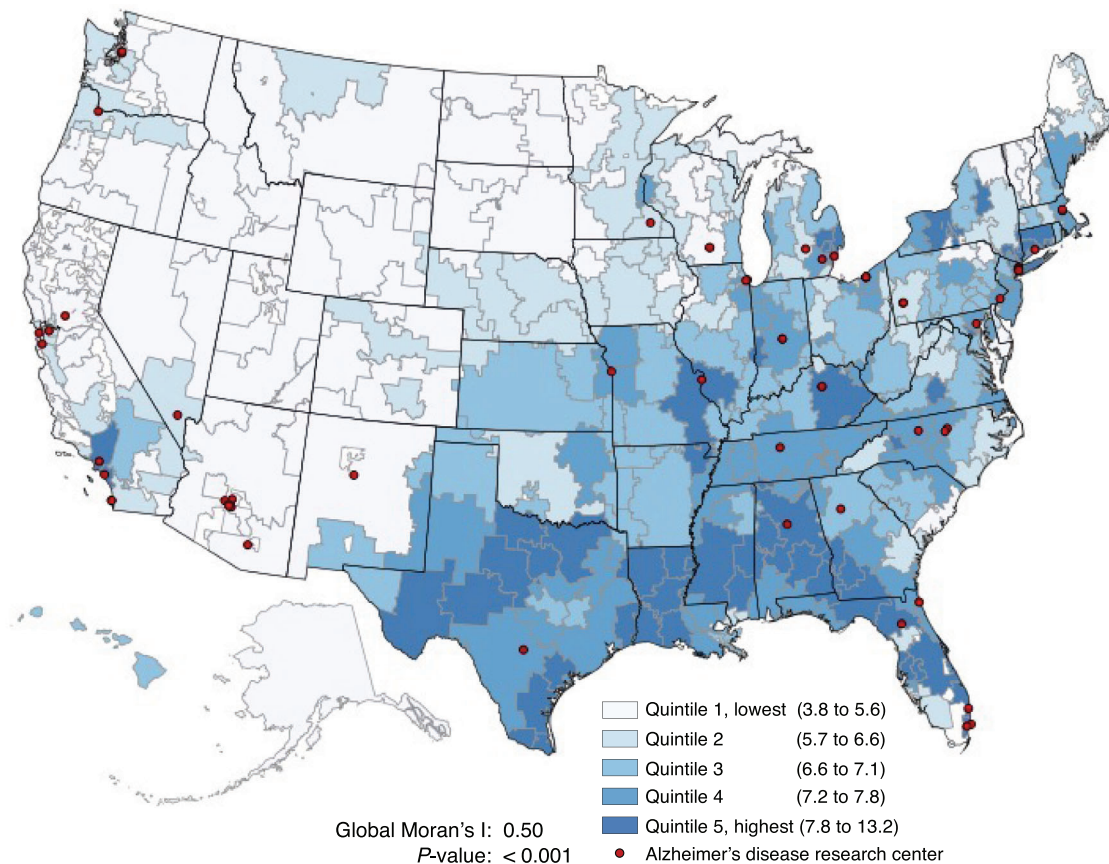 Quintile 1, lowest (3.8 to 5.6)
Quintile 2 (5.7 to 6.6)
Quintile 3 (6.6 to 7.1)
Quintile 4 (7.2 to 7.8)
Quintile 5, highest (7.8 to 13.2)
Alzheimer's disease research center
Global Moran's I: 0.50
P-value: < 0.001